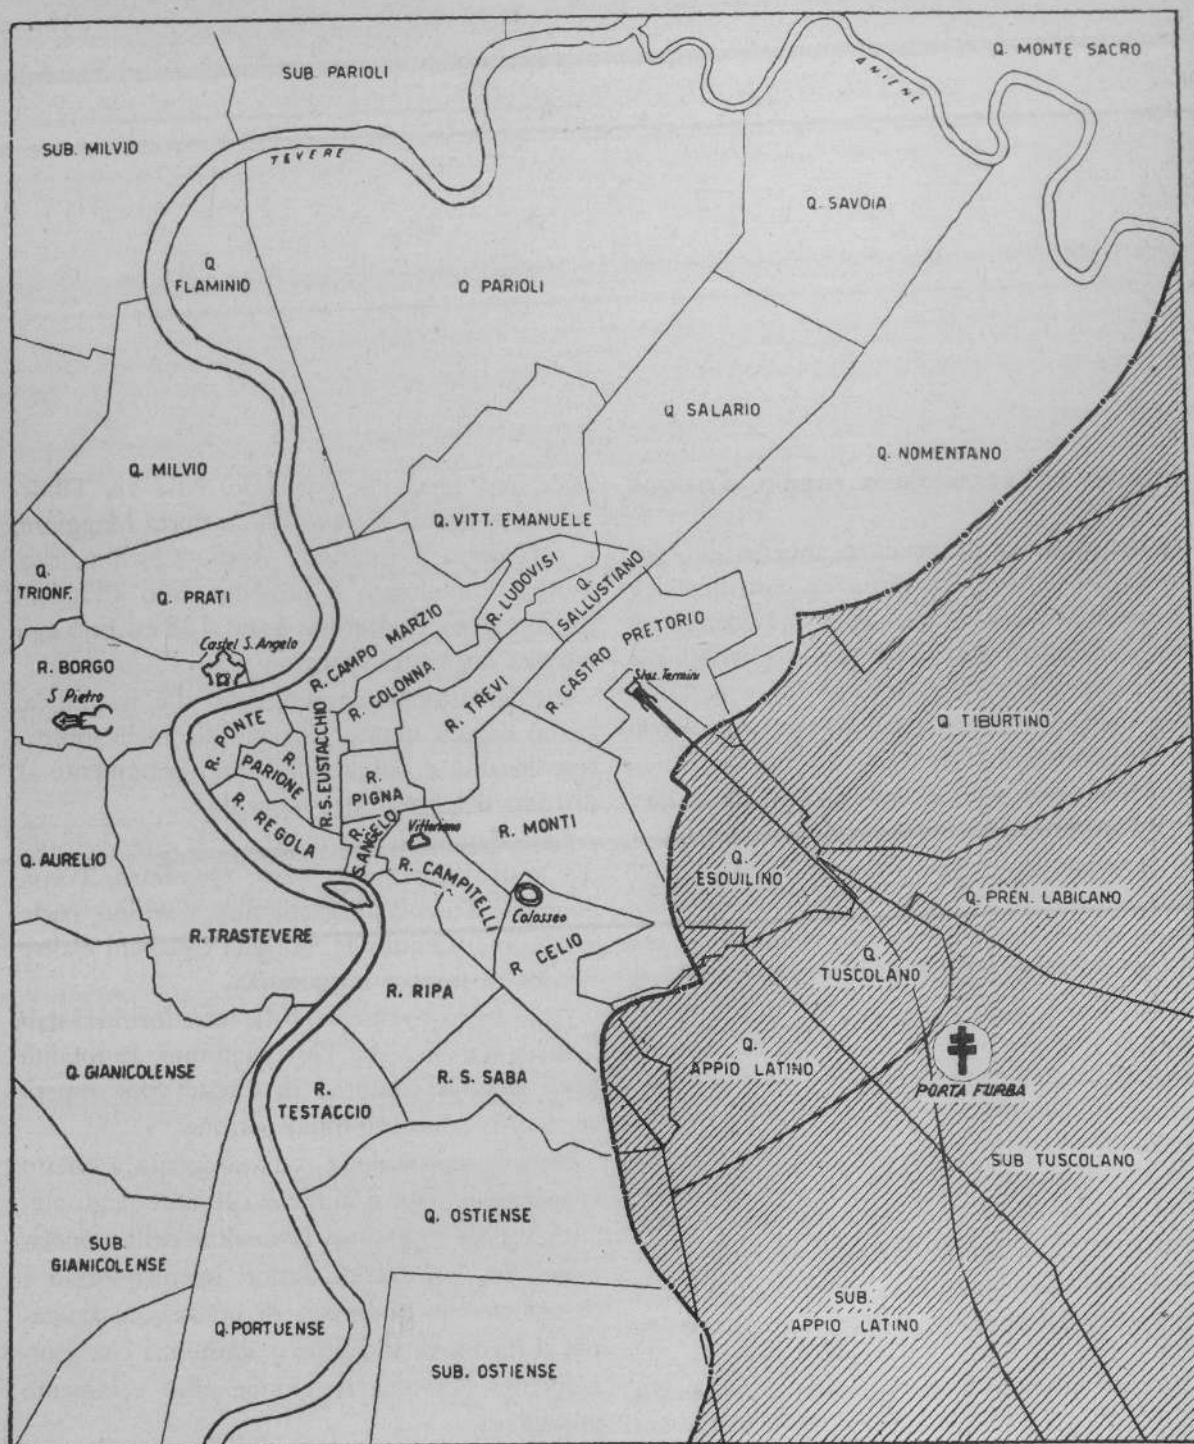 Q. MONTE SACRO
SUB. PARIOLI
ANIENE
SUB. MILVIO
TEVERE
Q. SAVOIA
Q
FLAMINIO
Q PARIOLI
Q SALARIO
Q. NOMENTANO
Q. MILVIO
Q. VITT. EMANUELE
Q.
TRIONF.
Q. PRATI
R. LUDOVISI
Q.
SALLUSTIANO
Castel S. Angelo
R. CAMPO MARZIO
R. CASTRO PRETORIO
R. BORGO
S Pietro
R. COLONNA
R. TREVI
Staz. Termini
R. PONTE
R. S. EUSTACCHIO
Q. TIBURTINO
R.
PARIONE
R.
PIGNA
R. REGOLA
R.
S. ANGELO
Vittoriano
R. MONTI
Q. AURELIO
R. CAMPITELLI
Q.
ESQUILINO
Colosseo
Q. PREN. LABICANO
R. TRASTEVERE
R CELIO
Q.
TUSCOLANO
R. RIPA
Q. GIANICOLENSE
R. S. SABA
Q.
APPIO LATINO
R.
TESTACCIO
PORTA FURBA
SUB TUSCOLANO
Q. OSTIENSE
SUB.
GIANICOLENSE
SUB.
APPIO LATINO
Q. PORTUENSE
SUB. OSTIENSE